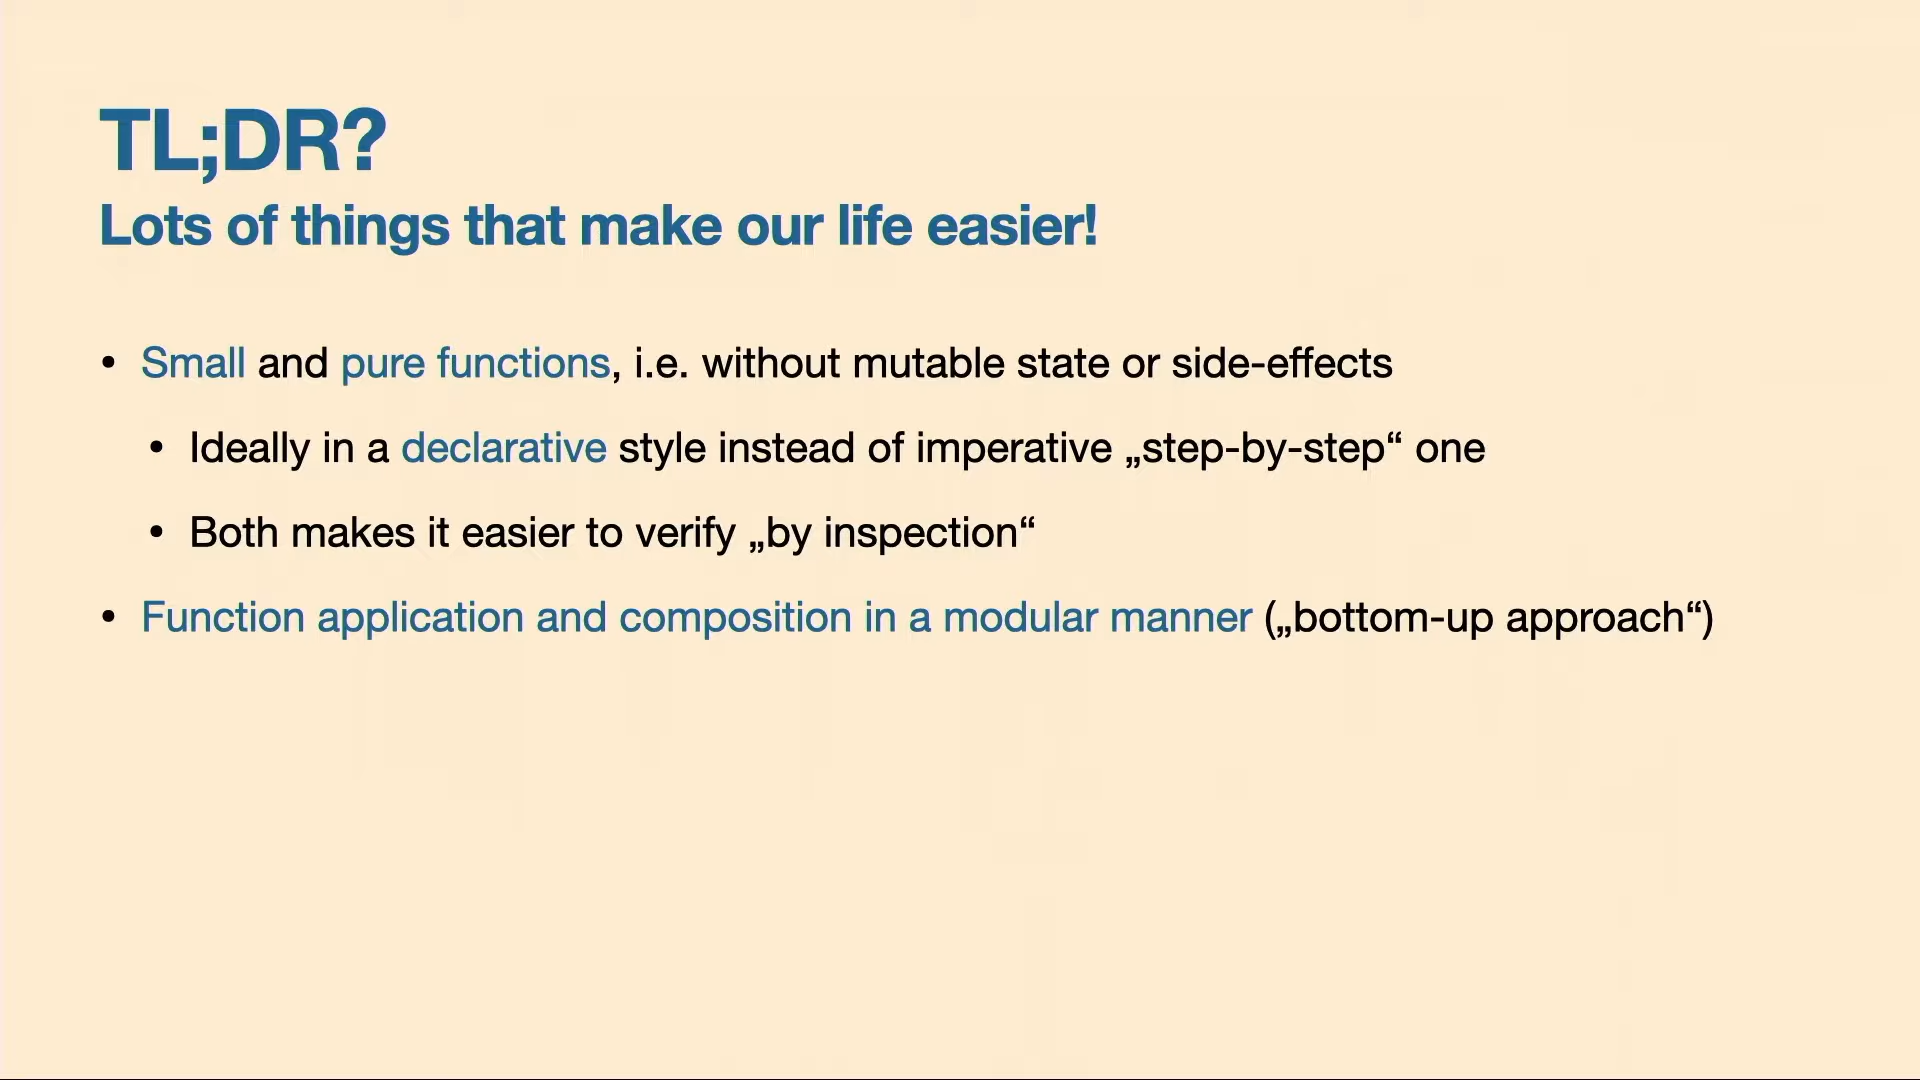 TL;DR?
Lots of things that make our life easier!
• Small and pure functions, i.e. without mutable state or side-effects
• Ideally in a declarative style instead of imperative „step-by-step“ one
• Both makes it easier to verify „by inspection“
• Function application and composition in a modular manner („bottom-up approach“)